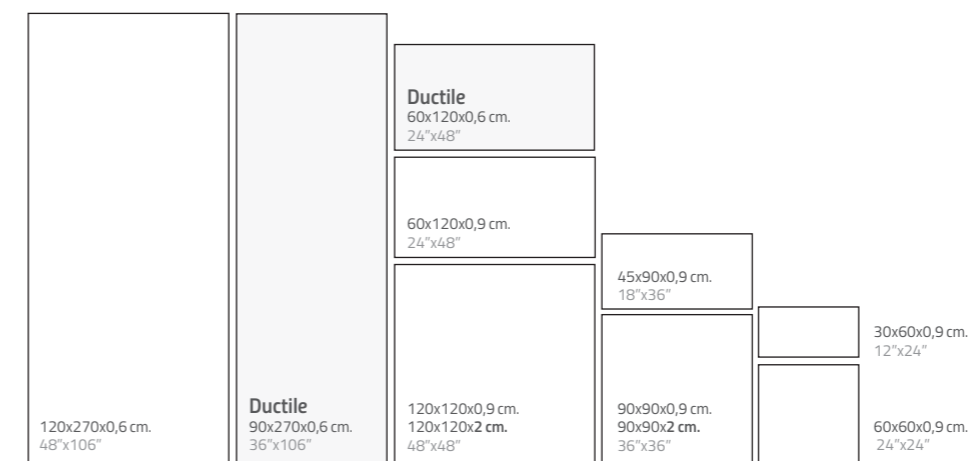 120x270x0,6 cm.
48”x106”
Ductile
90x270x0,6 cm.
36”x106”
Ductile
60x120x0,6 cm.
24”x48”
60x120x0,9 cm.
24”x48”
120x120x0,9 cm.
120x120x2 cm.
48”x48”
45x90x0,9 cm.
18”x36”
90x90x0,9 cm.
90x90x2 cm.
36”x36”
30x60x0,9 cm.
12”x24”
60x60x0,9 cm.
24”x24”